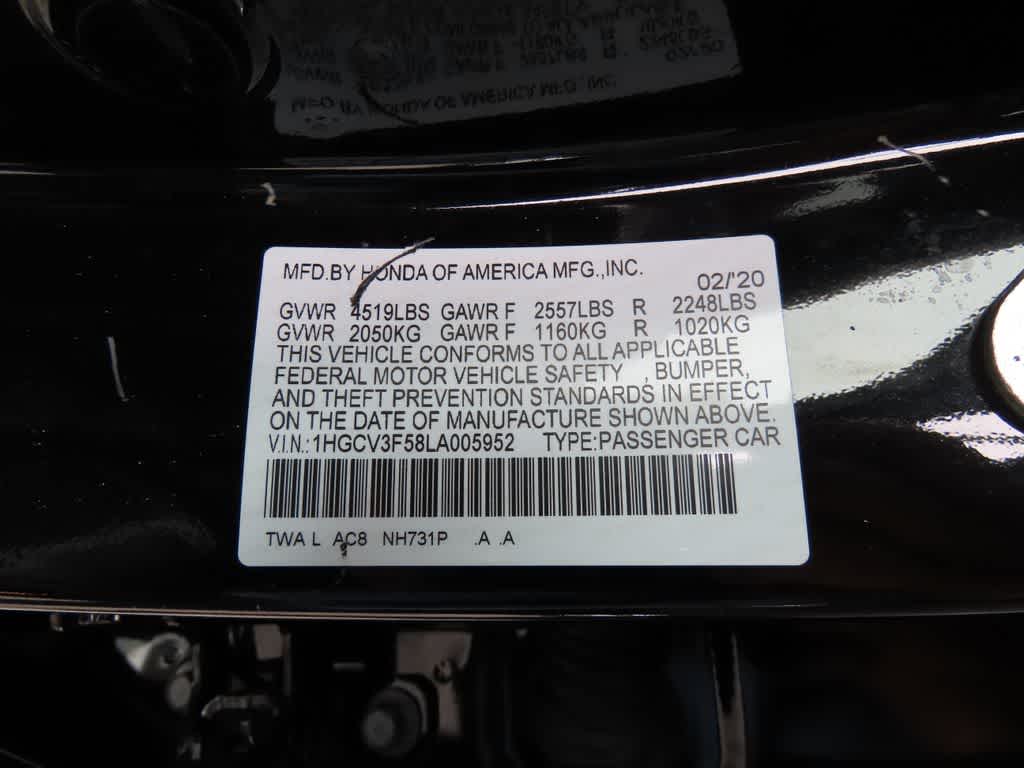 MFD.BY HONDA OF AMERICA MFG.,INC.
02/'20
GVWR 4519LBS GAWR F 2557LBS R 2248LBS
GVWR 2050KG GAWR F 1160KG R 1020KG
THIS VEHICLE CONFORMS TO ALL APPLICABLE
FEDERAL MOTOR VEHICLE SAFETY , BUMPER,
AND THEFT PREVENTION STANDARDS IN EFFECT
ON THE DATE OF MANUFACTURE SHOWN ABOVE.
V.I.N.:1HGCV3F58LA005952 TYPE:PASSENGER CAR
TWA L AC8 NH731P .A .A